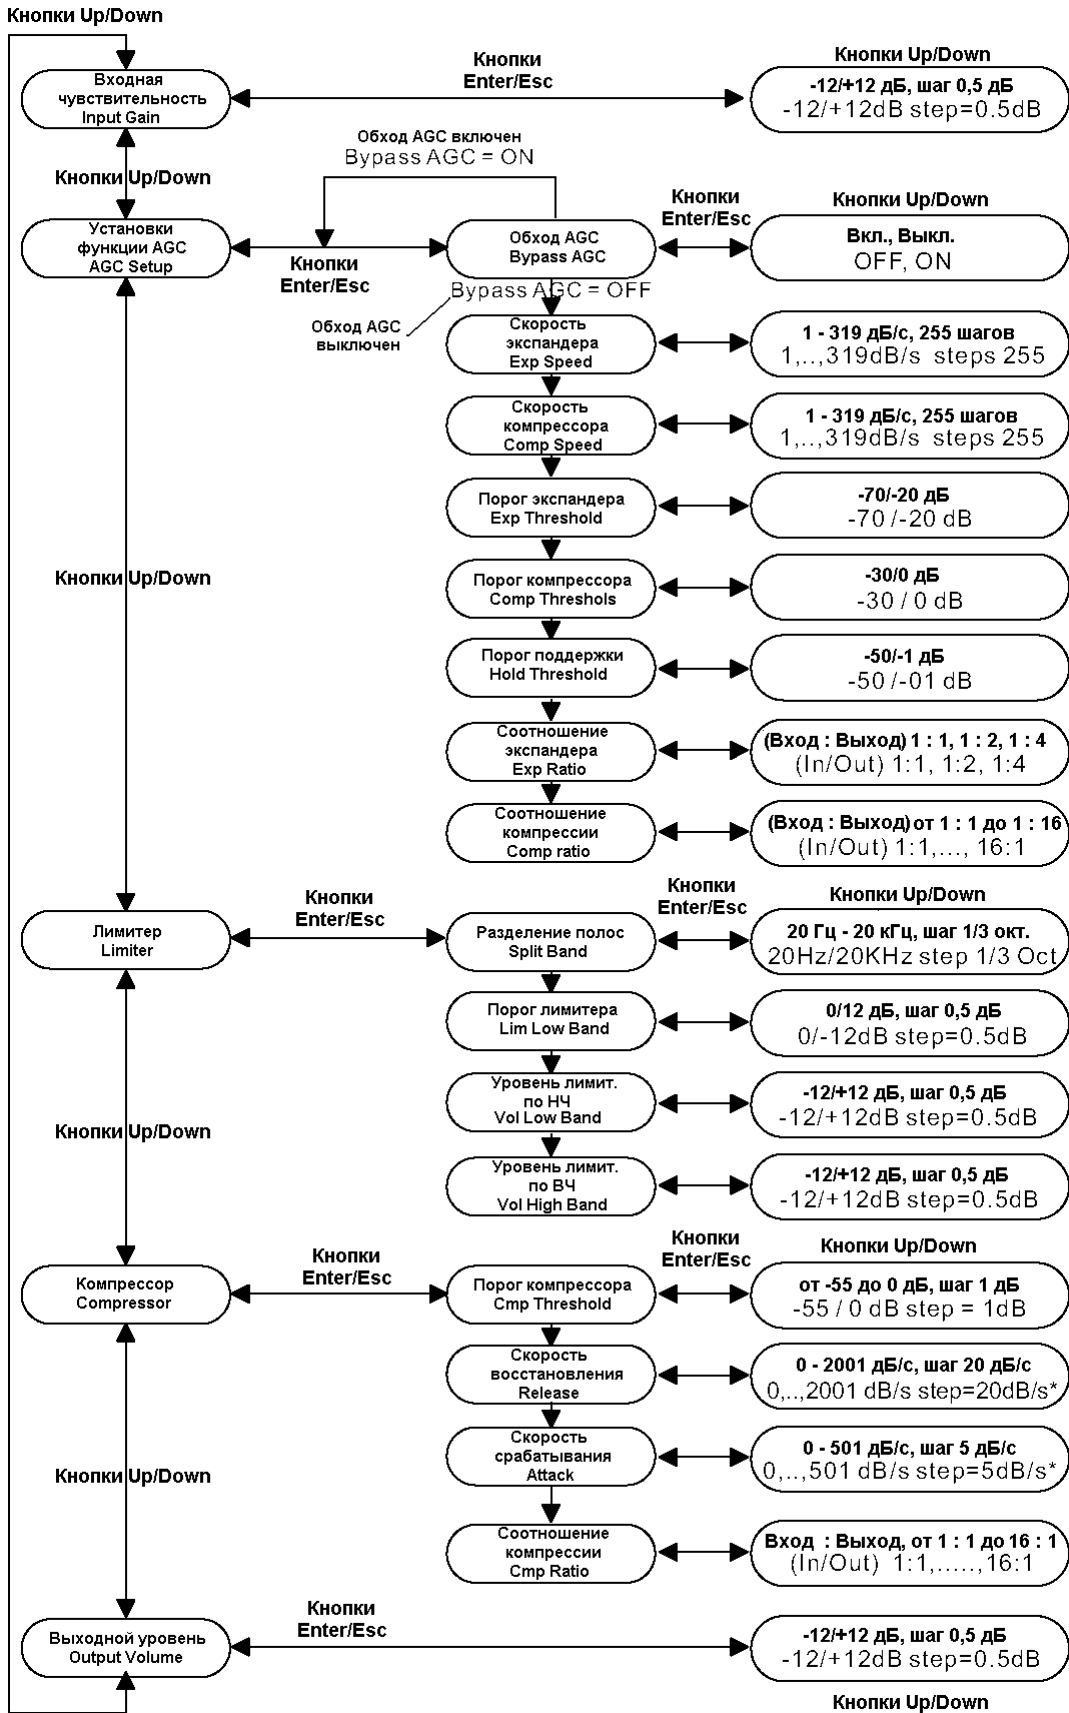 Кнопки Up/Down
Входная
чувствительность
Input Gain
Кнопки
Enter/Esc
Кнопки Up/Down
-12/+12 дБ, шаг 0,5 дБ
-12/+12dB step=0.5dB
Обход AGC включен
Bypass AGC = ON
Кнопки Up/Down
Установки
функции AGC
AGC Setup
Кнопки
Enter/Esc
Обход AGC
Bypass AGC
Кнопки
Enter/Esc
Кнопки Up/Down
Вкл., Выкл.
OFF, ON
Bypass AGC = OFF
Обход AGC
выключен
Скорость
экспандера
Exp Speed
1 - 319 дБ/с, 255 шагов
1,..,319dB/s steps 255
Скорость
компрессора
Comp Speed
1 - 319 дБ/с, 255 шагов
1,..,319dB/s steps 255
Порог экспандера
Exp Threshold
-70/-20 дБ
-70 /-20 dB
Кнопки Up/Down
Порог компрессора
Comp Threshols
-30/0 дБ
-30 / 0 dB
Порог поддержки
Hold Threshold
-50/-1 дБ
-50 /-01 dB
Соотношение
экспандера
Exp Ratio
(Вход : Выход) 1 : 1, 1 : 2, 1 : 4
(In/Out) 1:1, 1:2, 1:4
Соотношение
компрессии
Comp ratio
(Вход : Выход) от 1 : 1 до 1 : 16
(In/Out) 1:1,...., 16:1
Лимитер
Limiter
Кнопки
Enter/Esc
Разделение полос
Split Band
Кнопки
Enter/Esc
Кнопки Up/Down
20 Гц - 20 кГц, шаг 1/3 окт.
20Hz/20KHz step 1/3 Oct
Порог лимитера
Lim Low Band
0/12 дБ, шаг 0,5 дБ
0/-12dB step=0.5dB
Кнопки Up/Down
Уровень лимит.
по НЧ
Vol Low Band
-12/+12 дБ, шаг 0,5 дБ
-12/+12dB step=0.5dB
Уровень лимит.
по ВЧ
Vol High Band
-12/+12 дБ, шаг 0,5 дБ
-12/+12dB step=0.5dB
Компрессор
Compressor
Кнопки
Enter/Esc
Порог компрессора
Cmp Threshold
Кнопки
Enter/Esc
Кнопки Up/Down
от -55 до 0 дБ, шаг 1 дБ
-55 / 0 dB step = 1dB
Скорость
восстановления
Release
0 - 2001 дБ/с, шаг 20 дБ/с
0,..,2001 dB/s step=20dB/s*
Кнопки Up/Down
Скорость
срабатывания
Attack
0 - 501 дБ/с, шаг 5 дБ/с
0,..,501 dB/s step=5dB/s*
Соотношение
компрессии
Cmp Ratio
Вход : Выход, от 1 : 1 до 16 : 1
(In/Out) 1:1,.....,16:1
Выходной уровень
Output Volume
Кнопки
Enter/Esc
-12/+12 дБ, шаг 0,5 дБ
-12/+12dB step=0.5dB
Кнопки Up/Down